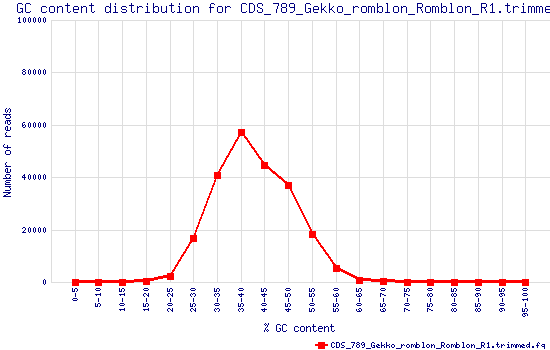 GC content distribution for CDS_789_Gekko_romblon_Romblon_R1.trimme
Number of reads
100000
80000
60000
40000
20000
0
0-5 5-10 10-15 15-20 20-25 25-30 30-35 35-40 40-45 45-50 50-55 55-60 60-65 65-70 70-75 75-80 80-85 85-90 90-95 95-100
% GC content
CDS_789_Gekko_romblon_Romblon_R1.trimmed.fq